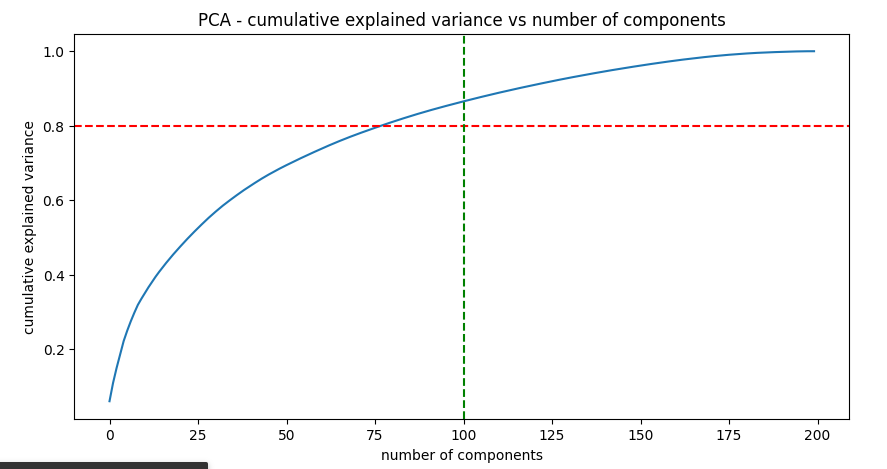 PCA - cumulative explained variance vs number of components
1.0
0.8
0.6
0.4
0.2
cumulative explained variance
0 25 50 75 100 125 150 175 200
number of components